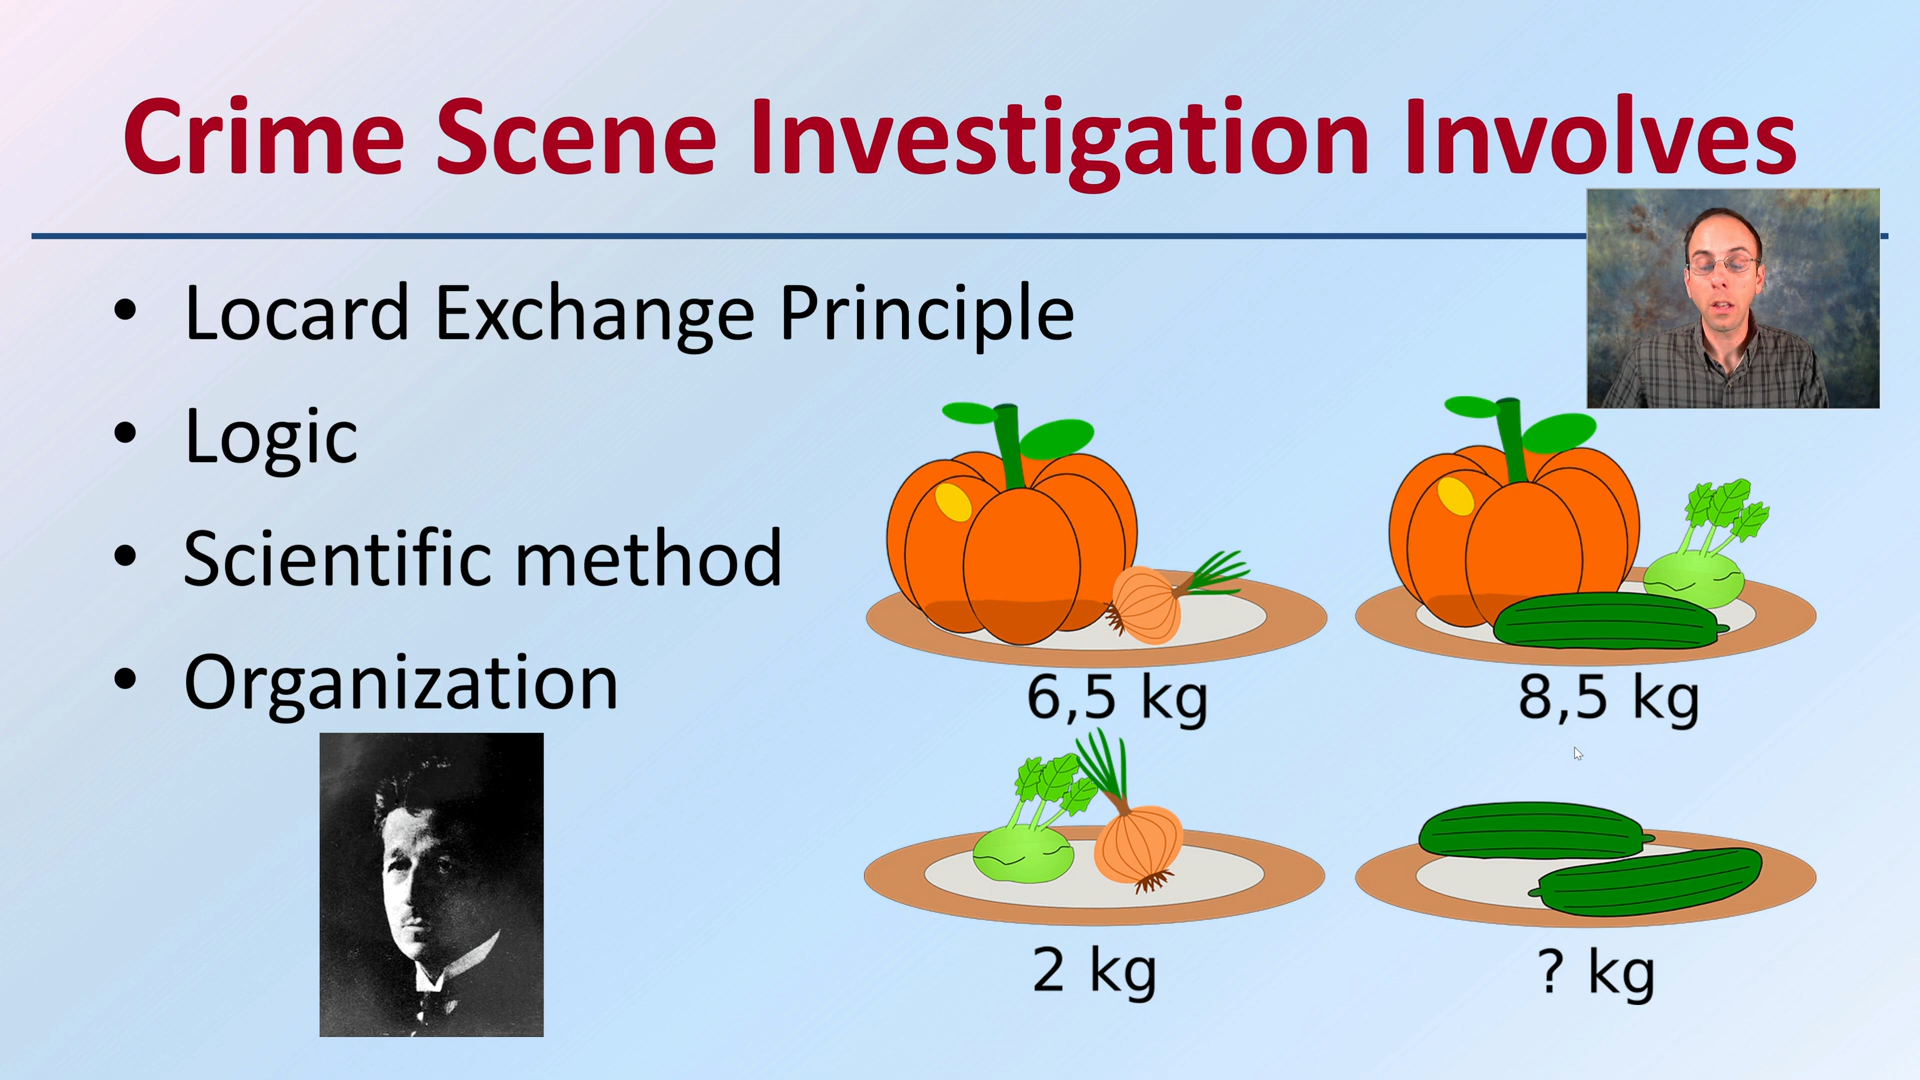 Crime Scene Investigation Involves
• Locard Exchange Principle
• Logic
• Scientific method
• Organization
6,5 kg
8,5 kg
2 kg
? kg